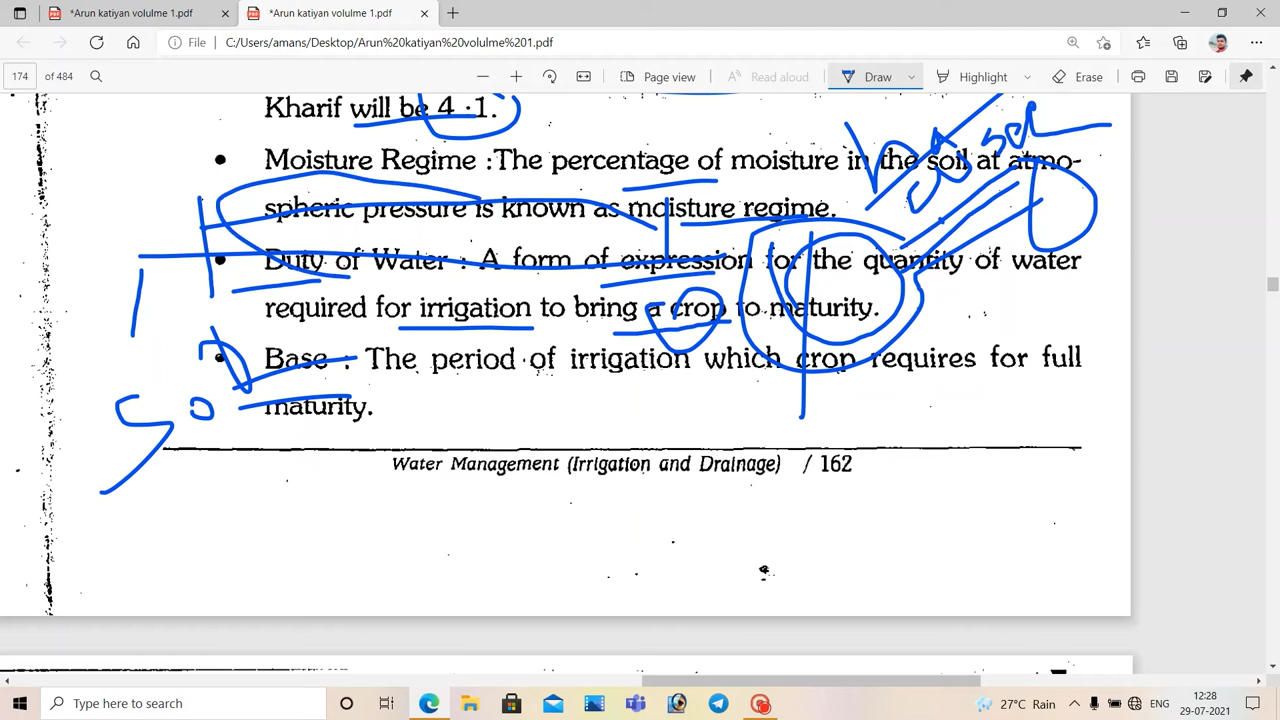 *Arun katiyan volulme 1.pdf
*Arun katiyan volulme 1.pdf
File
C:/Users/amans/Desktop/Arun%20katiyan%20volulme%201.pdf
174 of 484
Page view
Read aloud
Draw
Highlight
Erase
Kharif will be 4 · 1.
• Moisture Regime : The percentage of moisture in the soil at atmo-
spheric pressure is known as moisture regime.
• Duty of Water : A form of expression for the quantity of water
required for irrigation to bring a crop to maturity.
• Base : The period of irrigation which crop requires for full
maturity.
Water Management (Irrigation and Drainage) / 162
Type here to search
27°C Rain
ENG
12:28
29-07-2021